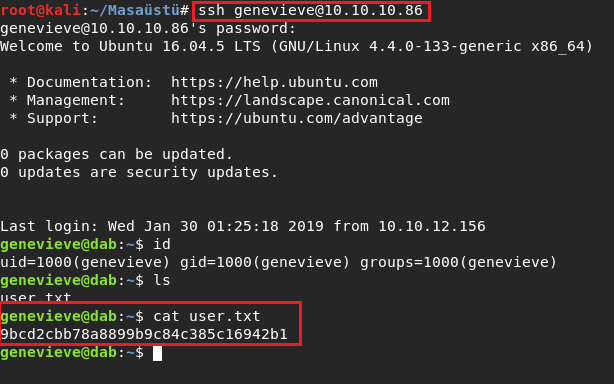 root@kali:~/Masaüstü# ssh genevieve@10.10.10.86
genevieve@10.10.10.86's password:
Welcome to Ubuntu 16.04.5 LTS (GNU/Linux 4.4.0-133-generic x86_64)
* Documentation:  https://help.ubuntu.com
* Management:     https://landscape.canonical.com
* Support:        https://ubuntu.com/advantage
0 packages can be updated.
0 updates are security updates.
Last login: Wed Jan 30 01:25:18 2019 from 10.10.12.156
genevieve@dab:~$ id
uid=1000(genevieve) gid=1000(genevieve) groups=1000(genevieve)
genevieve@dab:~$ ls
user.txt
genevieve@dab:~$ cat user.txt
9bcd2cbb78a8899b9c84c385c16942b1
genevieve@dab:~$